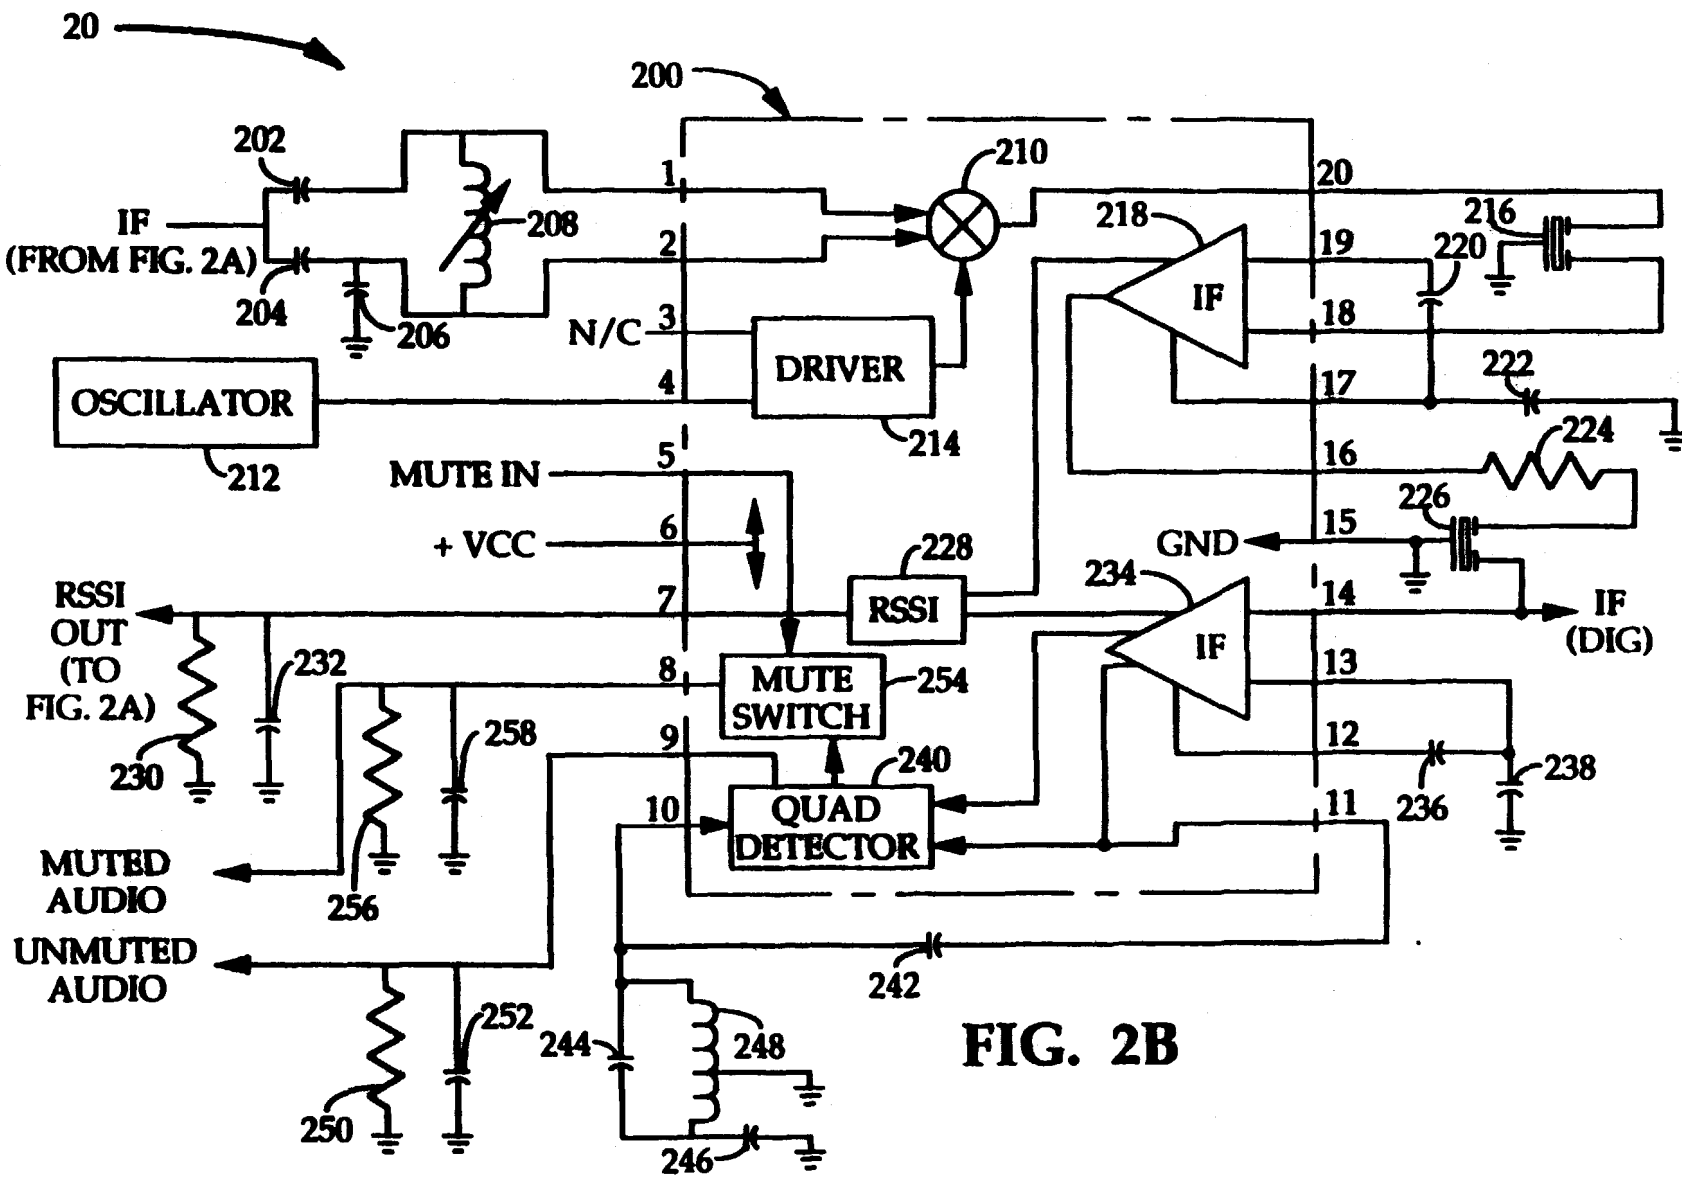 20
200
202
210
1
20
IF
(FROM FIG. 2A)
208
218
216
2
19
220
204
206
IF
N/C
3
18
DRIVER
222
OSCILLATOR
4
17
214
212
MUTE IN
5
16
224
226
+ VCC
6
15
GND
228
RSSI
OUT
(TO
FIG. 2A)
7
RSSI
234
14
IF
(DIG)
IF
232
8
MUTE
SWITCH
254
13
230
258
9
12
240
236
238
10
QUAD
DETECTOR
11
MUTED
AUDIO
256
UNMUTED
AUDIO
242
252
244
248
FIG. 2B
250
246